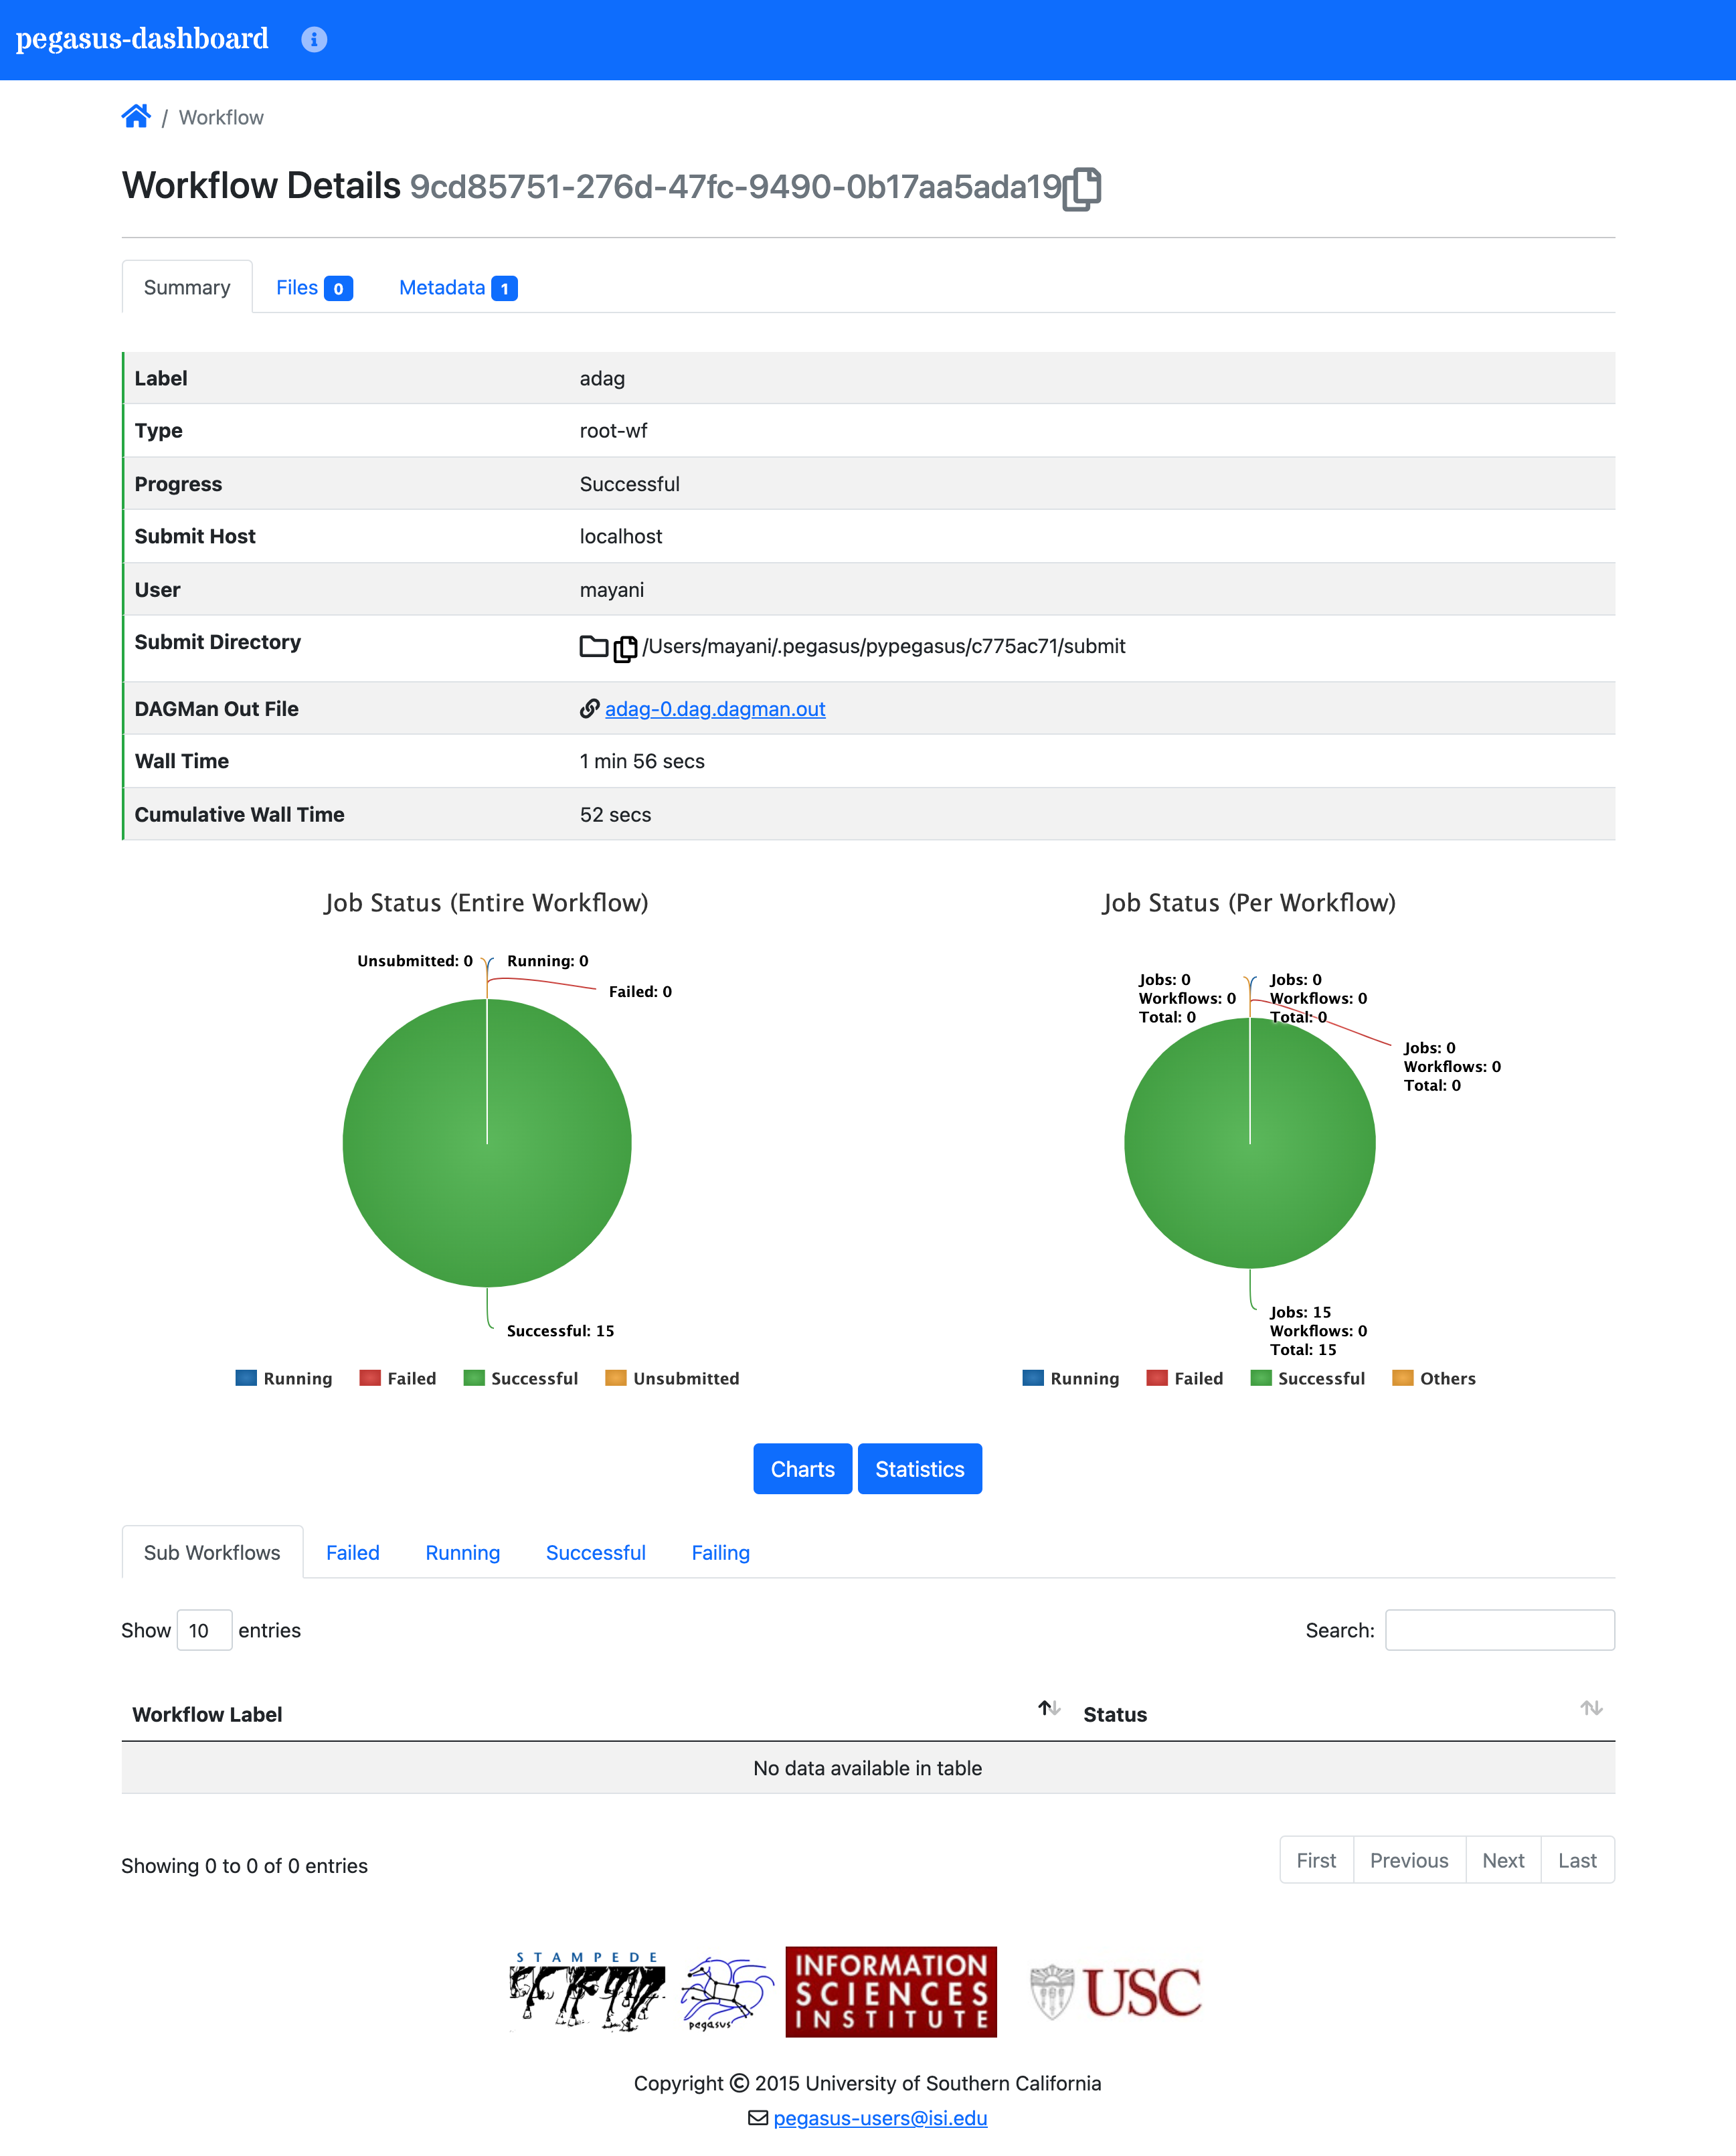 pegasus-dashboard
/ Workflow
Workflow Details 9cd85751-276d-47fc-9490-0b17aa5ada19
Summary Files 0 Metadata 1
Label adag
Type root-wf
Progress Successful
Submit Host localhost
User mayani
Submit Directory /Users/mayani/.pegasus/pypegasus/c775ac71/submit
DAGMan Out File adag-0.dag.dagman.out
Wall Time 1 min 56 secs
Cumulative Wall Time 52 secs
Job Status (Entire Workflow)
Unsubmitted: 0 Running: 0
Failed: 0
Successful: 15
Running Failed Successful Unsubmitted
Job Status (Per Workflow)
Jobs: 0
Workflows: 0
Total: 0
Jobs: 0
Workflows: 0
Total: 0
Jobs: 0
Workflows: 0
Total: 0
Jobs: 15
Workflows: 0
Total: 15
Running Failed Successful Others
Charts Statistics
Sub Workflows Failed Running Successful Failing
Show 10 entries Search:
Workflow Label Status
No data available in table
Showing 0 to 0 of 0 entries First Previous Next Last
STAMPEDE
pegasus
INFORMATION
SCIENCES
INSTITUTE
USC
Copyright © 2015 University of Southern California
pegasus-users@isi.edu